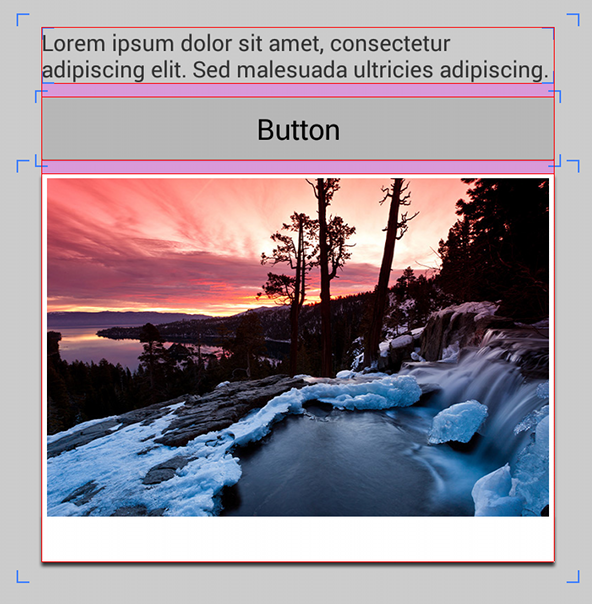 Lorem ipsum dolor sit amet, consectetur
adipiscing elit. Sed malesuada ultricies adipiscing.
Button